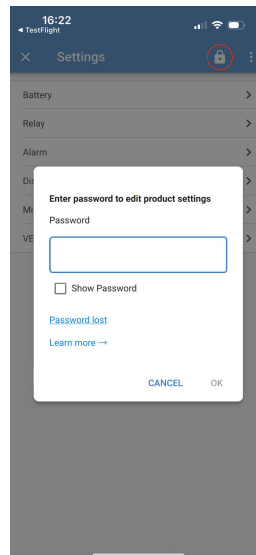 16:22
◄ TestFlight
Settings
Battery
Relay
Alarm
Enter password to edit product settings
Password
Show Password
Password lost
Learn more →
CANCEL
OK